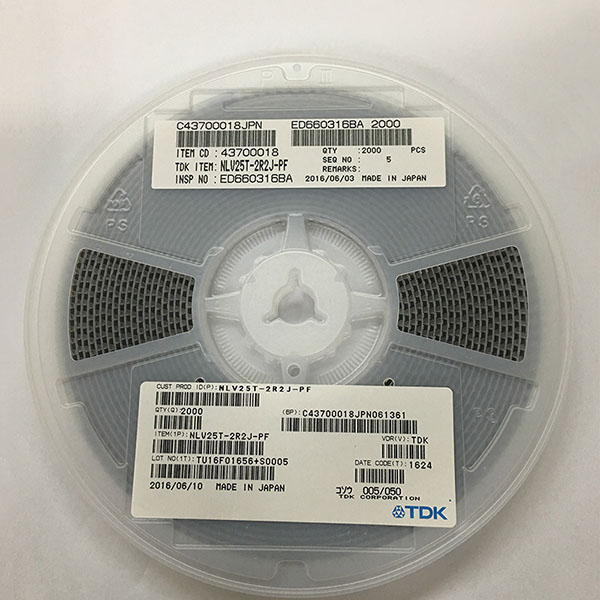 C43700018JPN ED660316BA 2000
ITEM CD : 43700018 QTY :2000 PCS
TDK ITEM: NLV25T-2R2J-PF SEQ NO : 5
INSP NO : ED660316BA REMARKS:
2016/06/03 MADE IN JAPAN
PS
PS
CUST PROD ID(P):NLV25T-2R2J-PF
QTY(Q):2000 (6P):C43700018JPN061361
ITEM(1P):NLV25T-2R2J-PF VDR(V):TDK
LOT NO(1T):TU16F01656+S0005 DATE CODE(T):1624
2016/06/10 MADE IN JAPAN コソウ 005/050
TDK CORPORATION
TDK